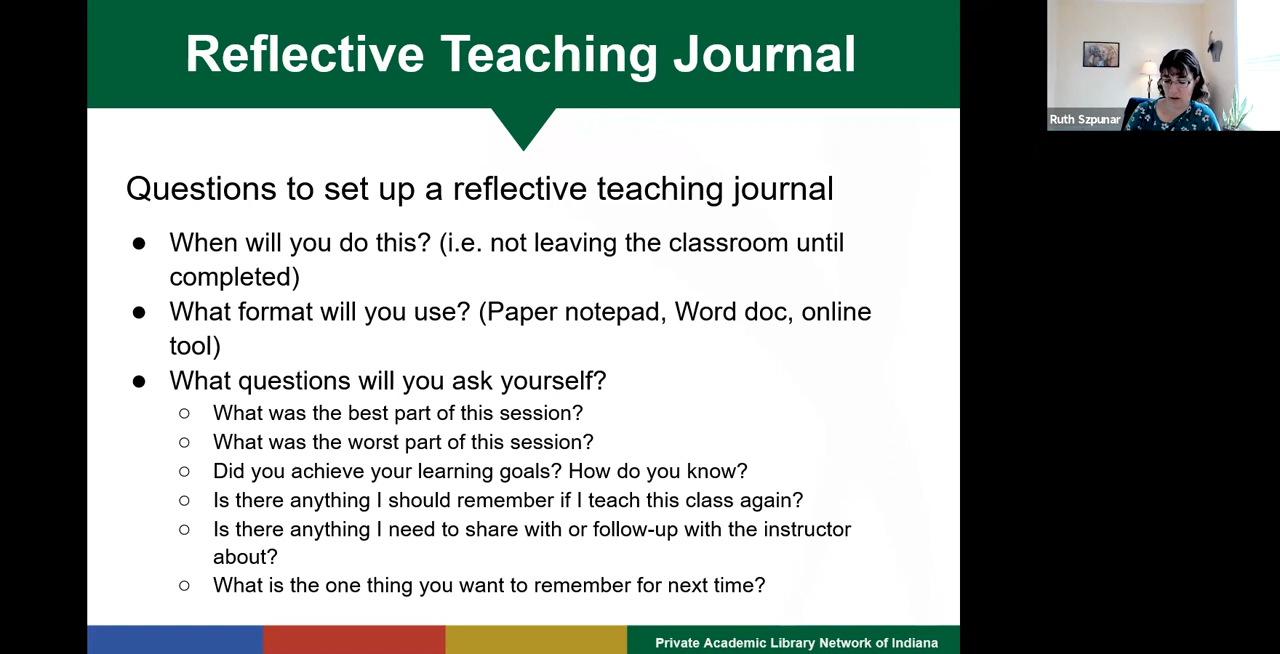 Reflective Teaching Journal
Ruth Szpunar
Questions to set up a reflective teaching journal
● When will you do this? (i.e. not leaving the classroom until
completed)
● What format will you use? (Paper notepad, Word doc, online
tool)
● What questions will you ask yourself?
○ What was the best part of this session?
○ What was the worst part of this session?
○ Did you achieve your learning goals? How do you know?
○ Is there anything I should remember if I teach this class again?
○ Is there anything I need to share with or follow-up with the instructor
about?
○ What is the one thing you want to remember for next time?
Private Academic Library Network of Indiana